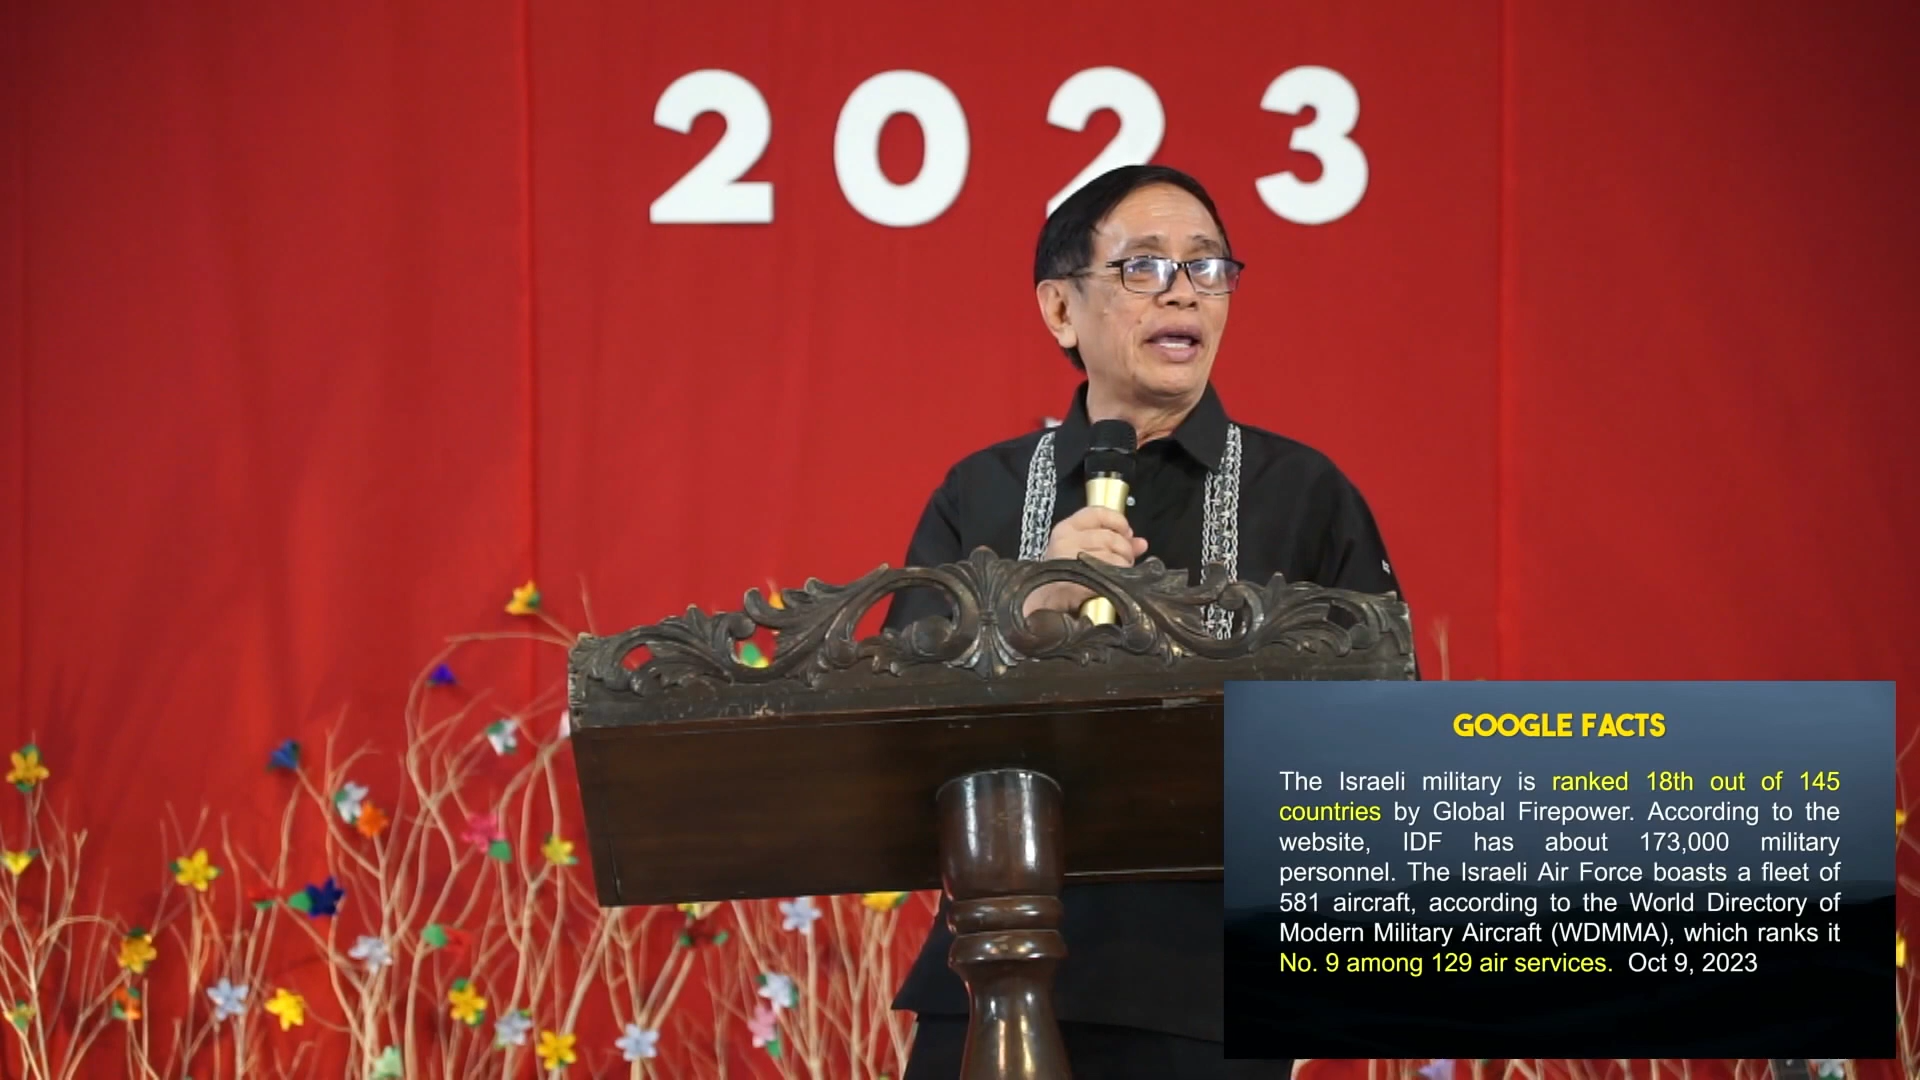 2023
GOOGLE FACTS
The Israeli military is ranked 18th out of 145
countries by Global Firepower. According to the
website, IDF has about 173,000 military
personnel. The Israeli Air Force boasts a fleet of
581 aircraft, according to the World Directory of
Modern Military Aircraft (WDMMA), which ranks it
No. 9 among 129 air services. Oct 9, 2023